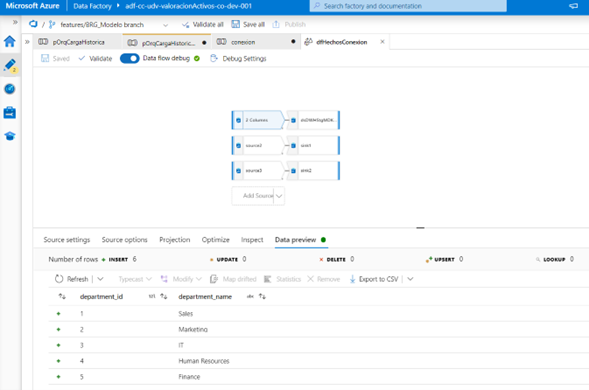 Microsoft Azure
Data Factory
adf-cc-udv-valoracionActivos-co-dev-001
Search factory and documentation
features/BRG_Modelo branch
Validate all
Save all
Publish
pOrqCargaHistorica
pOrqCargaHistoric...
conexion
dfHechosConexion
Saved
Validate
Data flow debug
Debug Settings
2 Columns
source2
sink1
source3
sink2
Add Source
Source settings
Source options
Projection
Optimize
Inspect
Data preview
Number of rows
INSERT 6
UPDATE 0
DELETE 0
UPSERT 0
LOOKUP 0
Refresh
Typecast
Modify
Map drifted
Statistics
Remove
Export to CSV
department_id 123
department_name abc
1 Sales
2 Marketing
3 IT
4 Human Resources
5 Finance